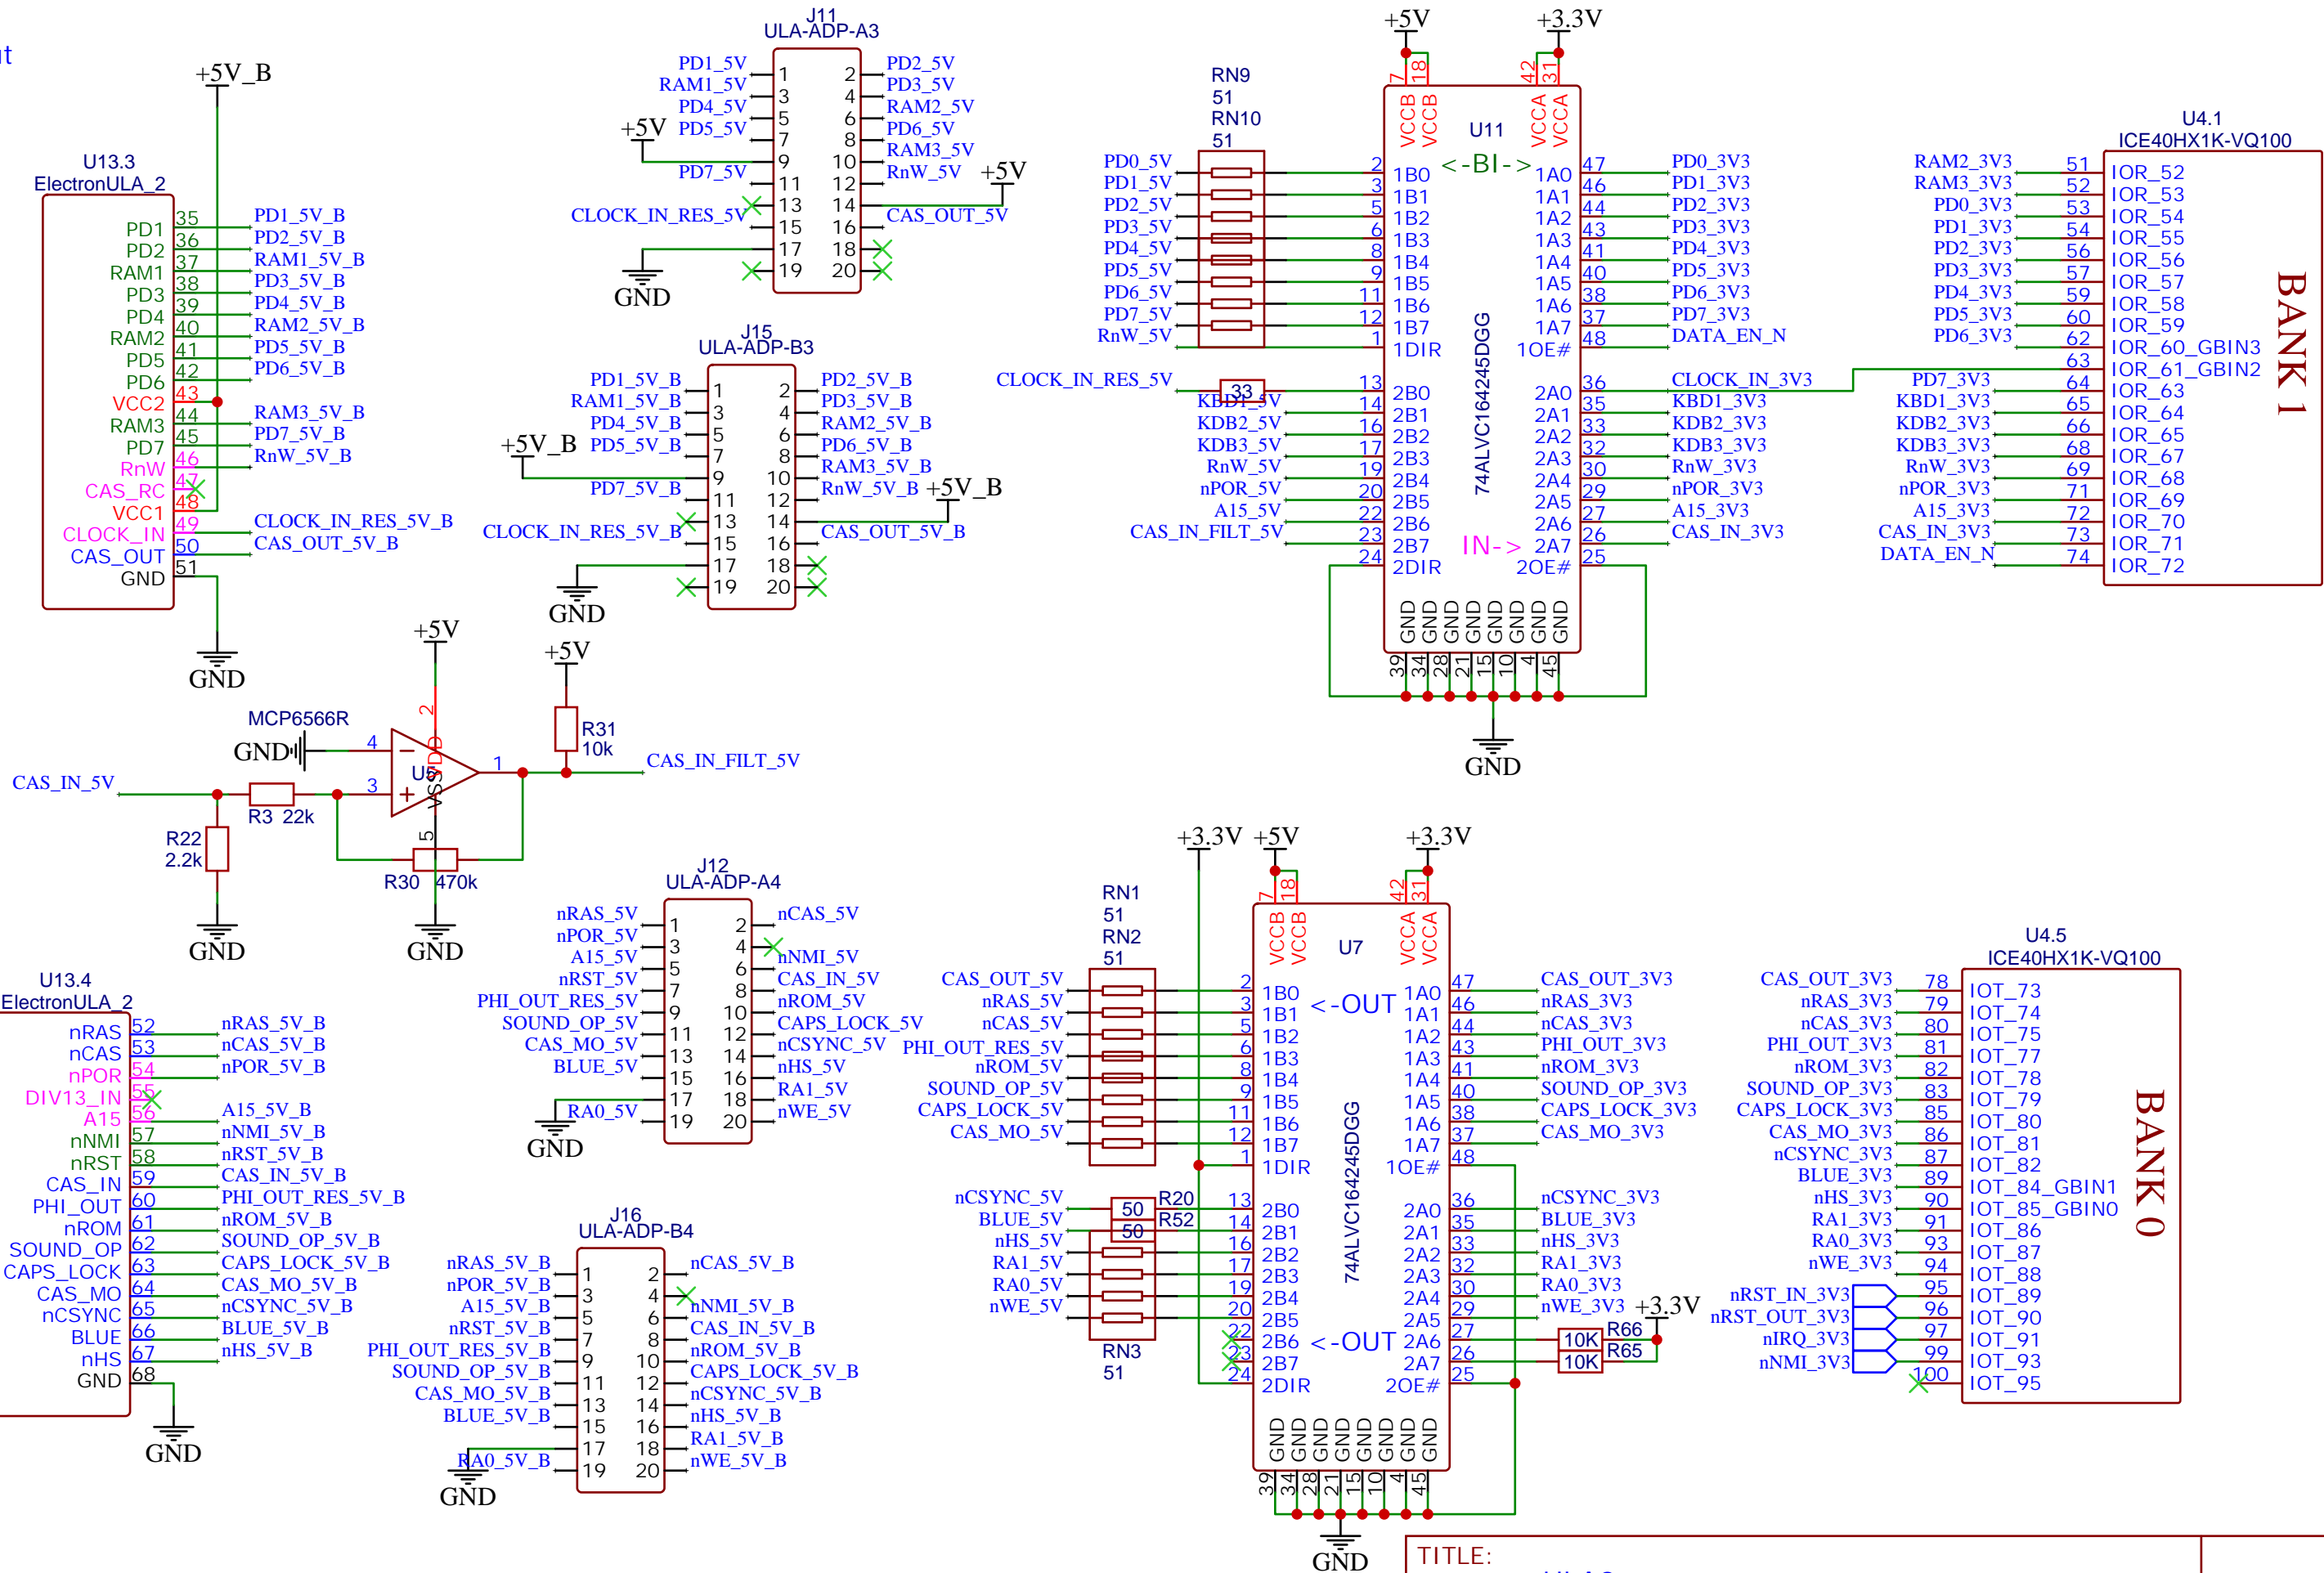 ut
+5V_B
U13.3
ElectronULA_2
PD1 35 PD1_5V_B
PD2 36 PD2_5V_B
RAM1 37 RAM1_5V_B
PD3 38 PD3_5V_B
PD4 39 PD4_5V_B
RAM2 40 RAM2_5V_B
PD5 41 PD5_5V_B
PD6 42 PD6_5V_B
VCC2 43
RAM3 44 RAM3_5V_B
PD7 45 PD7_5V_B
RnW 46 RnW_5V_B
CAS_RC 47
VCC1 48
CLOCK_IN 49 CLOCK_IN_RES_5V_B
CAS_OUT 50 CAS_OUT_5V_B
GND 51
GND
J11
ULA-ADP-A3
PD1_5V 1 2 PD2_5V
RAM1_5V 3 4 PD3_5V
PD4_5V 5 6 RAM2_5V
+5V PD5_5V 7 8 PD6_5V
9 10 RAM3_5V
PD7_5V 11 12 RnW_5V +5V
13 14
CLOCK_IN_RES_5V 15 16 CAS_OUT_5V
17 18
19 20
GND
J15
ULA-ADP-B3
PD1_5V_B 1 2 PD2_5V_B
RAM1_5V_B 3 4 PD3_5V_B
PD4_5V_B 5 6 RAM2_5V_B
+5V_B PD5_5V_B 7 8 PD6_5V_B
9 10 RAM3_5V_B
PD7_5V_B 11 12 RnW_5V_B +5V_B
13 14
CLOCK_IN_RES_5V_B 15 16 CAS_OUT_5V_B
17 18
19 20
GND
+5V +3.3V
7 18 42 31
VCCB VCCB VCCA VCCA
U11
<-BI->
74ALVC164245DGG
RN9
51
RN10
51
PD0_5V 2 1B0 1A0 47 PD0_3V3
PD1_5V 3 1B1 1A1 46 PD1_3V3
PD2_5V 5 1B2 1A2 44 PD2_3V3
PD3_5V 6 1B3 1A3 43 PD3_3V3
PD4_5V 8 1B4 1A4 41 PD4_3V3
PD5_5V 9 1B5 1A5 40 PD5_3V3
PD6_5V 11 1B6 1A6 38 PD6_3V3
PD7_5V 12 1B7 1A7 37 PD7_3V3
RnW_5V 1 1DIR 1OE# 48 DATA_EN_N
CLOCK_IN_RES_5V 33 13 2B0 2A0 36 CLOCK_IN_3V3
KBD1_5V 14 2B1 2A1 35 KBD1_3V3
KDB2_5V 16 2B2 2A2 33 KDB2_3V3
KDB3_5V 17 2B3 2A3 32 KDB3_3V3
RnW_5V 19 2B4 2A4 30 RnW_3V3
nPOR_5V 20 2B5 2A5 29 nPOR_3V3
A15_5V 22 2B6 2A6 27 A15_3V3
CAS_IN_FILT_5V 23 2B7 IN-> 2A7 26 CAS_IN_3V3
24 2DIR 2OE# 25
GND GND GND GND GND GND GND GND
39 34 28 21 15 10 4 45
GND
U4.1
ICE40HX1K-VQ100
RAM2_3V3 51 IOR_52
RAM3_3V3 52 IOR_53
PD0_3V3 53 IOR_54
PD1_3V3 54 IOR_55
PD2_3V3 56 IOR_56
PD3_3V3 57 IOR_57
PD4_3V3 59 IOR_58
PD5_3V3 60 IOR_59
PD6_3V3 62 IOR_60_GBIN3
63 IOR_61_GBIN2
PD7_3V3 64 IOR_63
KBD1_3V3 65 IOR_64
KDB2_3V3 66 IOR_65
KDB3_3V3 68 IOR_67
RnW_3V3 69 IOR_68
nPOR_3V3 71 IOR_69
A15_3V3 72 IOR_70
CAS_IN_3V3 73 IOR_71
DATA_EN_N 74 IOR_72
BANK 1
+5V
+5V
MCP6566R
GND 4 2 VDD
U5
VSS
R31
10k
1 CAS_IN_FILT_5V
CAS_IN_5V 3
R3 22k
R22
2.2k
5
R30 470k
GND
GND
J12
ULA-ADP-A4
nRAS_5V 1 2 nCAS_5V
nPOR_5V 3 4
A15_5V 5 6 nNMI_5V
nRST_5V 7 8 CAS_IN_5V
PHI_OUT_RES_5V 9 10 nROM_5V
SOUND_OP_5V 11 12 CAPS_LOCK_5V
CAS_MO_5V 13 14 nCSYNC_5V
BLUE_5V 15 16 nHS_5V
17 18 RA1_5V
RA0_5V 19 20 nWE_5V
GND
U13.4
ElectronULA_2
nRAS 52 nRAS_5V_B
nCAS 53 nCAS_5V_B
nPOR 54 nPOR_5V_B
DIV13_IN 55
A15 56 A15_5V_B
nNMI 57 nNMI_5V_B
nRST 58 nRST_5V_B
CAS_IN 59 CAS_IN_5V_B
PHI_OUT 60 PHI_OUT_RES_5V_B
nROM 61 nROM_5V_B
SOUND_OP 62 SOUND_OP_5V_B
CAPS_LOCK 63 CAPS_LOCK_5V_B
CAS_MO 64 CAS_MO_5V_B
nCSYNC 65 nCSYNC_5V_B
BLUE 66 BLUE_5V_B
nHS 67 nHS_5V_B
GND 68
GND
J16
ULA-ADP-B4
nRAS_5V_B 1 2 nCAS_5V_B
nPOR_5V_B 3 4
A15_5V_B 5 6 nNMI_5V_B
nRST_5V_B 7 8 CAS_IN_5V_B
PHI_OUT_RES_5V_B 9 10 nROM_5V_B
SOUND_OP_5V_B 11 12 CAPS_LOCK_5V_B
CAS_MO_5V_B 13 14 nCSYNC_5V_B
BLUE_5V_B 15 16 nHS_5V_B
17 18 RA1_5V_B
RA0_5V_B 19 20 nWE_5V_B
GND
+3.3V +5V +3.3V
7 18 42 31
VCCB VCCB VCCA VCCA
U7
74ALVC164245DGG
RN1
51
RN2
51
CAS_OUT_5V 2 1B0 <-OUT 1A0 47 CAS_OUT_3V3
nRAS_5V 3 1B1 1A1 46 nRAS_3V3
nCAS_5V 5 1B2 1A2 44 nCAS_3V3
PHI_OUT_RES_5V 6 1B3 1A3 43 PHI_OUT_3V3
nROM_5V 8 1B4 1A4 41 nROM_3V3
SOUND_OP_5V 9 1B5 1A5 40 SOUND_OP_3V3
CAPS_LOCK_5V 11 1B6 1A6 38 CAPS_LOCK_3V3
CAS_MO_5V 12 1B7 1A7 37 CAS_MO_3V3
1 1DIR 1OE# 48
nCSYNC_5V 50 R20 13 2B0 2A0 36 nCSYNC_3V3
BLUE_5V 50 R52 14 2B1 2A1 35 BLUE_3V3
nHS_5V 16 2B2 2A2 33 nHS_3V3
RA1_5V 17 2B3 2A3 32 RA1_3V3
RA0_5V 19 2B4 2A4 30 RA0_3V3
nWE_5V 20 2B5 2A5 29 nWE_3V3 +3.3V
22 2B6 <-OUT 2A6 27 10K R66
23 2B7 2A7 26 10K R65
24 2DIR 2OE# 25
RN3
51
GND GND GND GND GND GND GND GND
39 34 28 21 15 10 4 45
GND
U4.5
ICE40HX1K-VQ100
CAS_OUT_3V3 78 IOT_73
nRAS_3V3 79 IOT_74
nCAS_3V3 80 IOT_75
PHI_OUT_3V3 81 IOT_77
nROM_3V3 82 IOT_78
SOUND_OP_3V3 83 IOT_79
CAPS_LOCK_3V3 85 IOT_80
CAS_MO_3V3 86 IOT_81
nCSYNC_3V3 87 IOT_82
BLUE_3V3 89 IOT_84_GBIN1
nHS_3V3 90 IOT_85_GBIN0
RA1_3V3 91 IOT_86
RA0_3V3 93 IOT_87
nWE_3V3 94 IOT_88
nRST_IN_3V3 95 IOT_89
nRST_OUT_3V3 96 IOT_90
nIRQ_3V3 97 IOT_91
nNMI_3V3 99 IOT_93
100 IOT_95
BANK 0
TITLE: